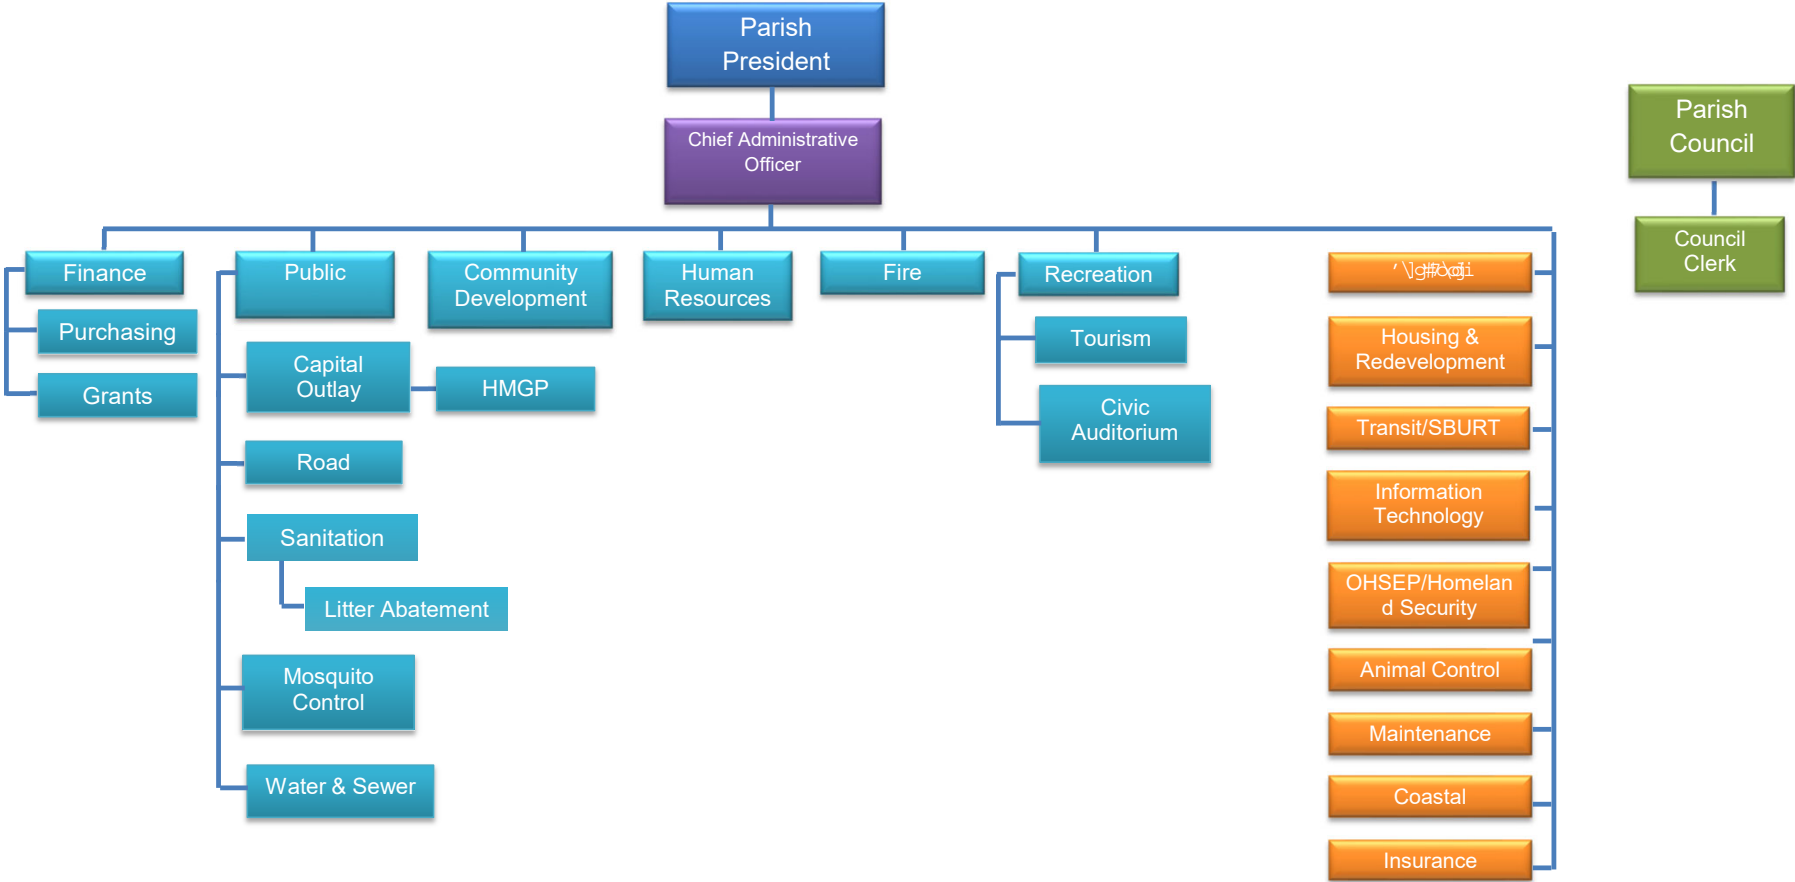 Parish
President
Chief Administrative
Officer
Parish
Council
Council
Clerk
Finance
Purchasing
Grants
Public
Capital
Outlay
HMGP
Road
Sanitation
Litter Abatement
Mosquito
Control
Water & Sewer
Community
Development
Human
Resources
Fire
Recreation
Tourism
Civic
Auditorium
Housing &
Redevelopment
Transit/SBURT
Information
Technology
OHSEP/Homelan
d Security
Animal Control
Maintenance
Coastal
Insurance